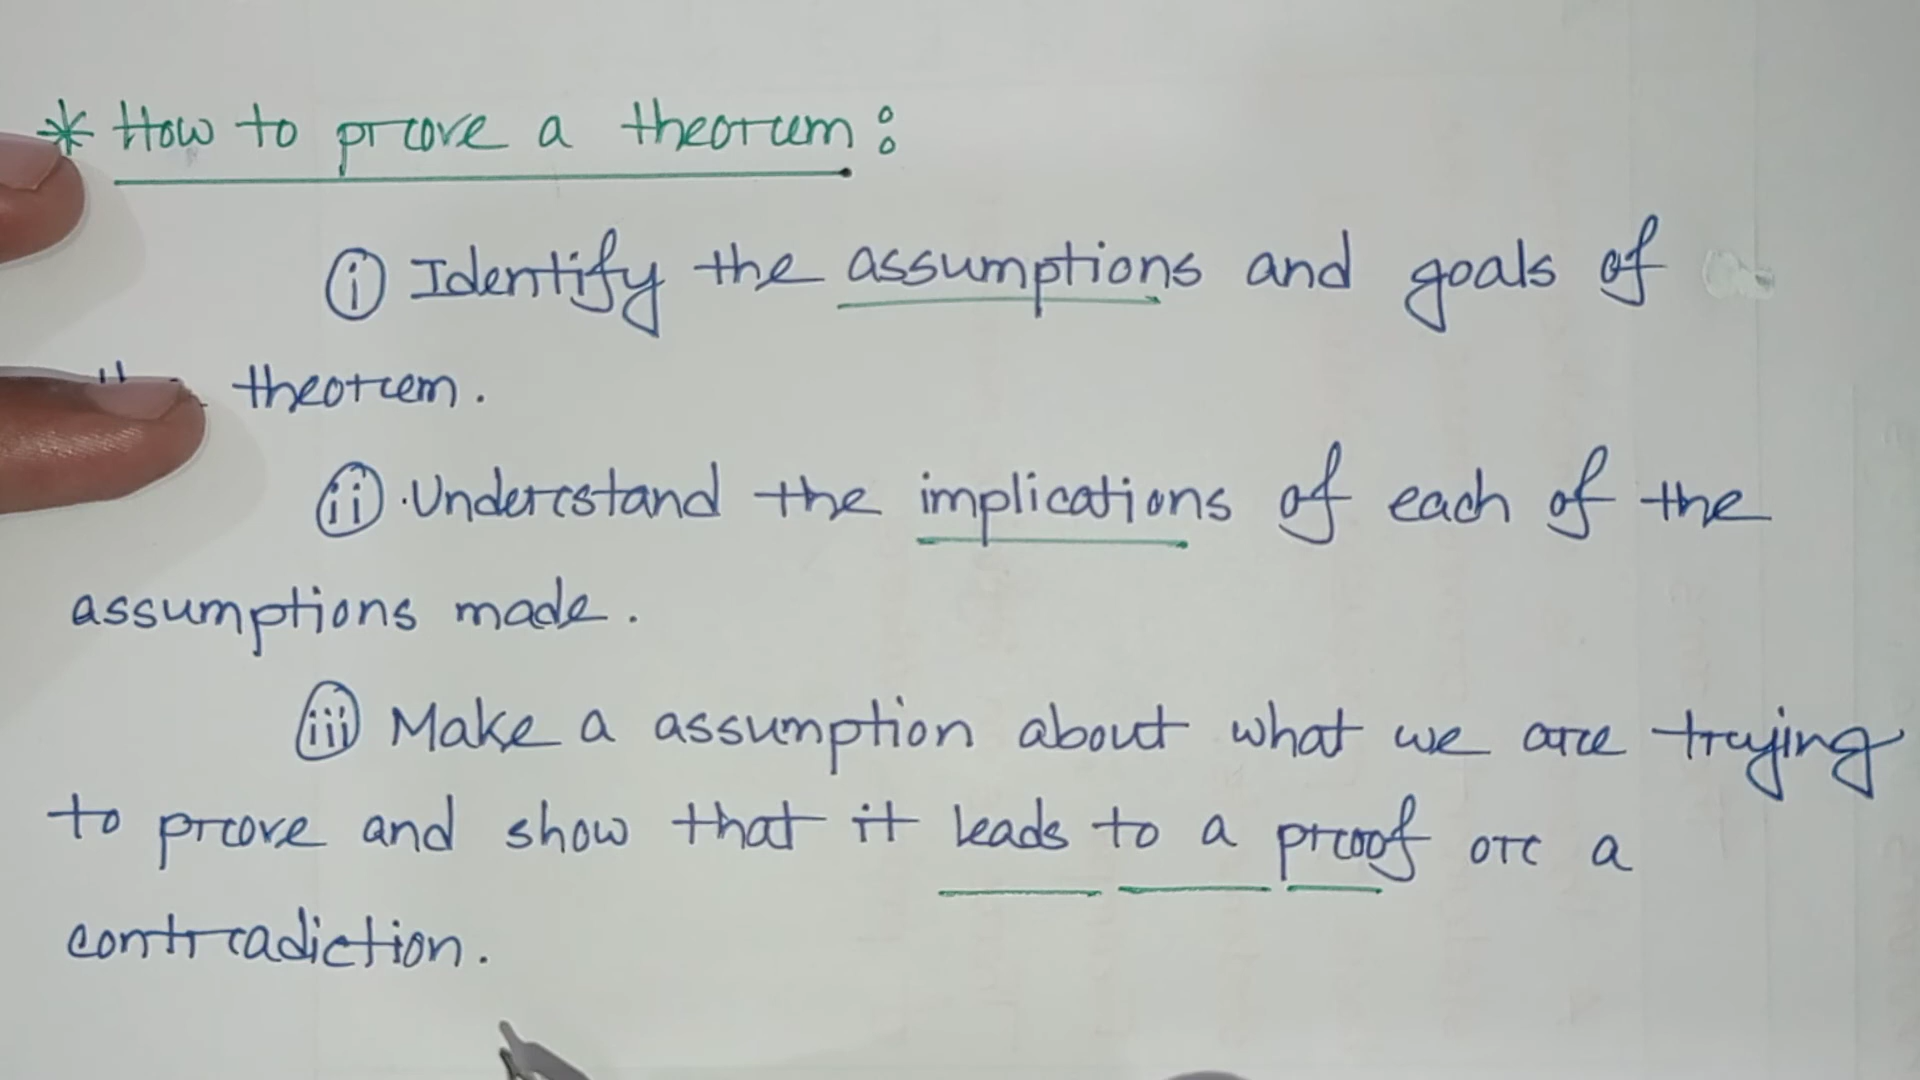 * How to prove a theorem:
(i) Identify the assumptions and goals of
theorem.
(ii) Understand the implications of each of the
assumptions made.
(iii) Make a assumption about what we are trying
to prove and show that it leads to a proof or a
contradiction.